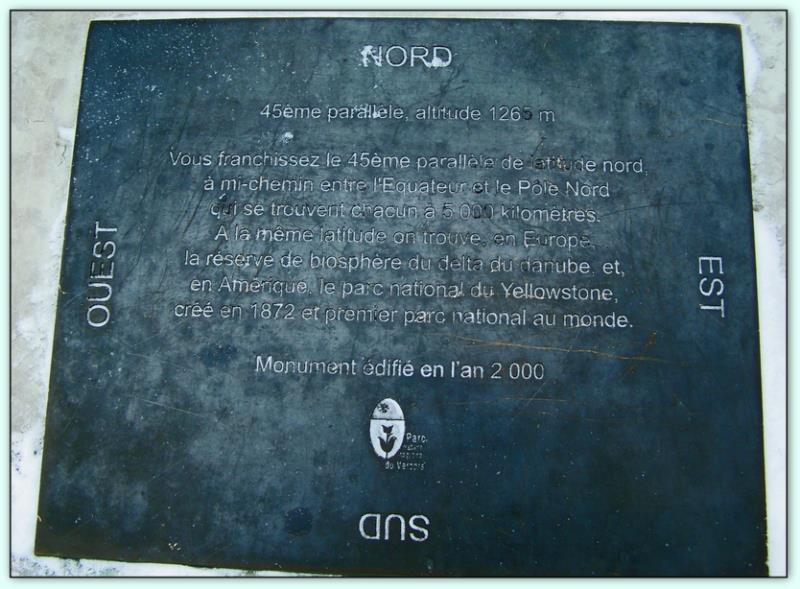 NORD
45ème parallèle, altitude 1265 m
Vous franchissez le 45ème parallèle de latitude nord,
à mi-chemin entre l'Equateur et le Pôle Nord
qui se trouvent chacun à 5 000 kilomètres.
A la même latitude on trouve, en Europe,
la réserve de biosphère du delta du danube, et,
en Amérique, le parc national du Yellowstone,
créé en 1872 et premier parc national au monde.
Monument édifié en l'an 2 000
OUEST
EST
Parc
naturel
régional
du Vercors
SUD